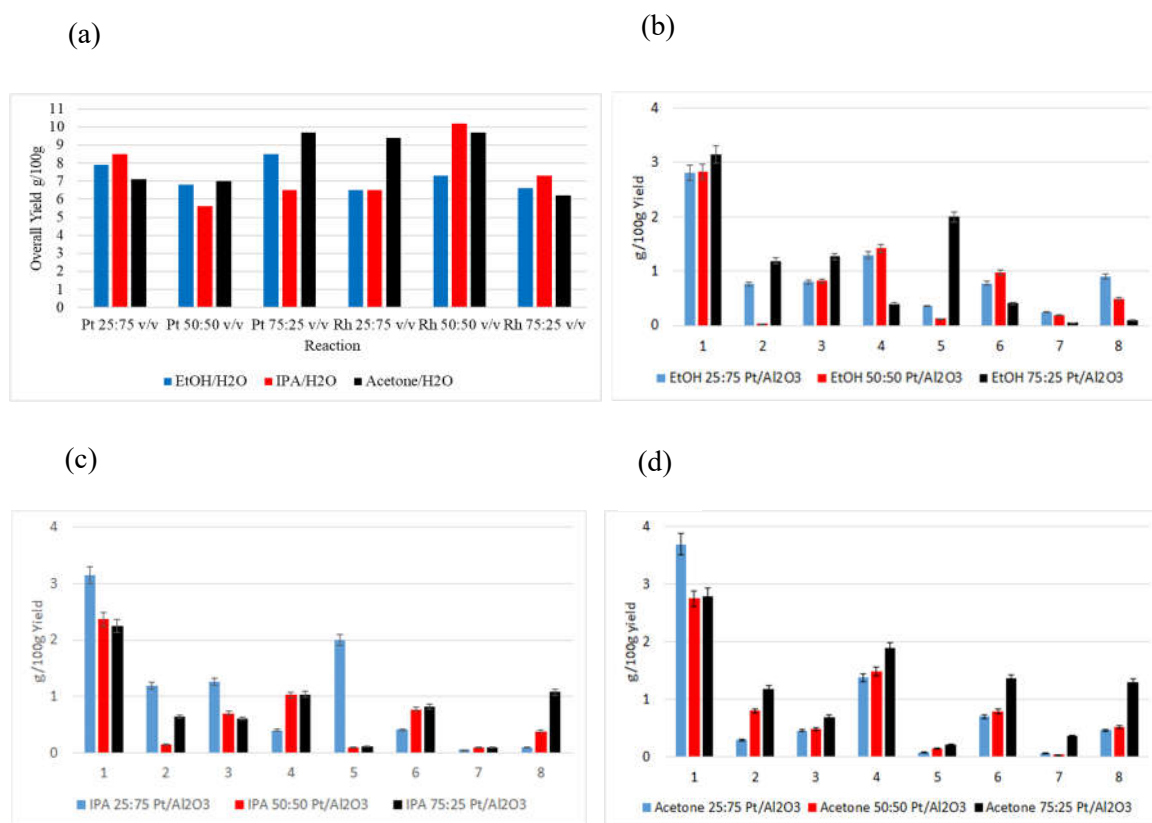 (a)
Overall Yield g/100g
11
10
9
8
7
6
5
4
3
2
1
0
Pt 25:75 v/v Pt 50:50 v/v Pt 75:25 v/v Rh 25:75 v/v Rh 50:50 v/v Rh 75:25 v/v
Reaction
EtOH/H2O IPA/H2O Acetone/H2O
(b)
g/100g Yield
4
3
2
1
0
1 2 3 4 5 6 7 8
EtOH 25:75 Pt/Al2O3 EtOH 50:50 Pt/Al2O3 EtOH 75:25 Pt/Al2O3
(c)
g/100g Yield
4
3
2
1
0
1 2 3 4 5 6 7 8
IPA 25:75 Pt/Al2O3 IPA 50:50 Pt/Al2O3 IPA 75:25 Pt/Al2O3
(d)
g/100g yield
4
3
2
1
0
1 2 3 4 5 6 7 8
Acetone 25:75 Pt/Al2O3 Acetone 50:50 Pt/Al2O3 Acetone 75:25 Pt/Al2O3